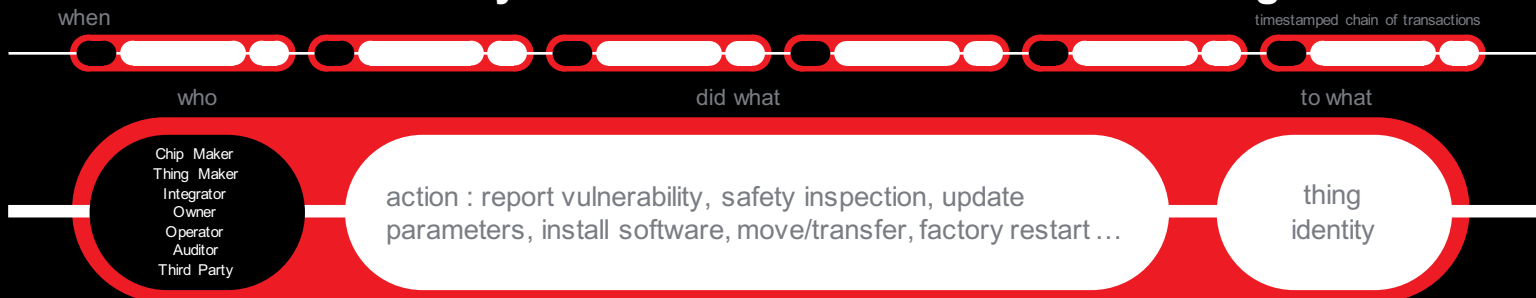 when
timestamped chain of transactions
who
did what
to what
Chip Maker
Thing Maker
Integrator
Owner
Operator
Auditor
Third Party
action : report vulnerability, safety inspection, update
parameters, install software, move/transfer, factory restart ...
thing
identity